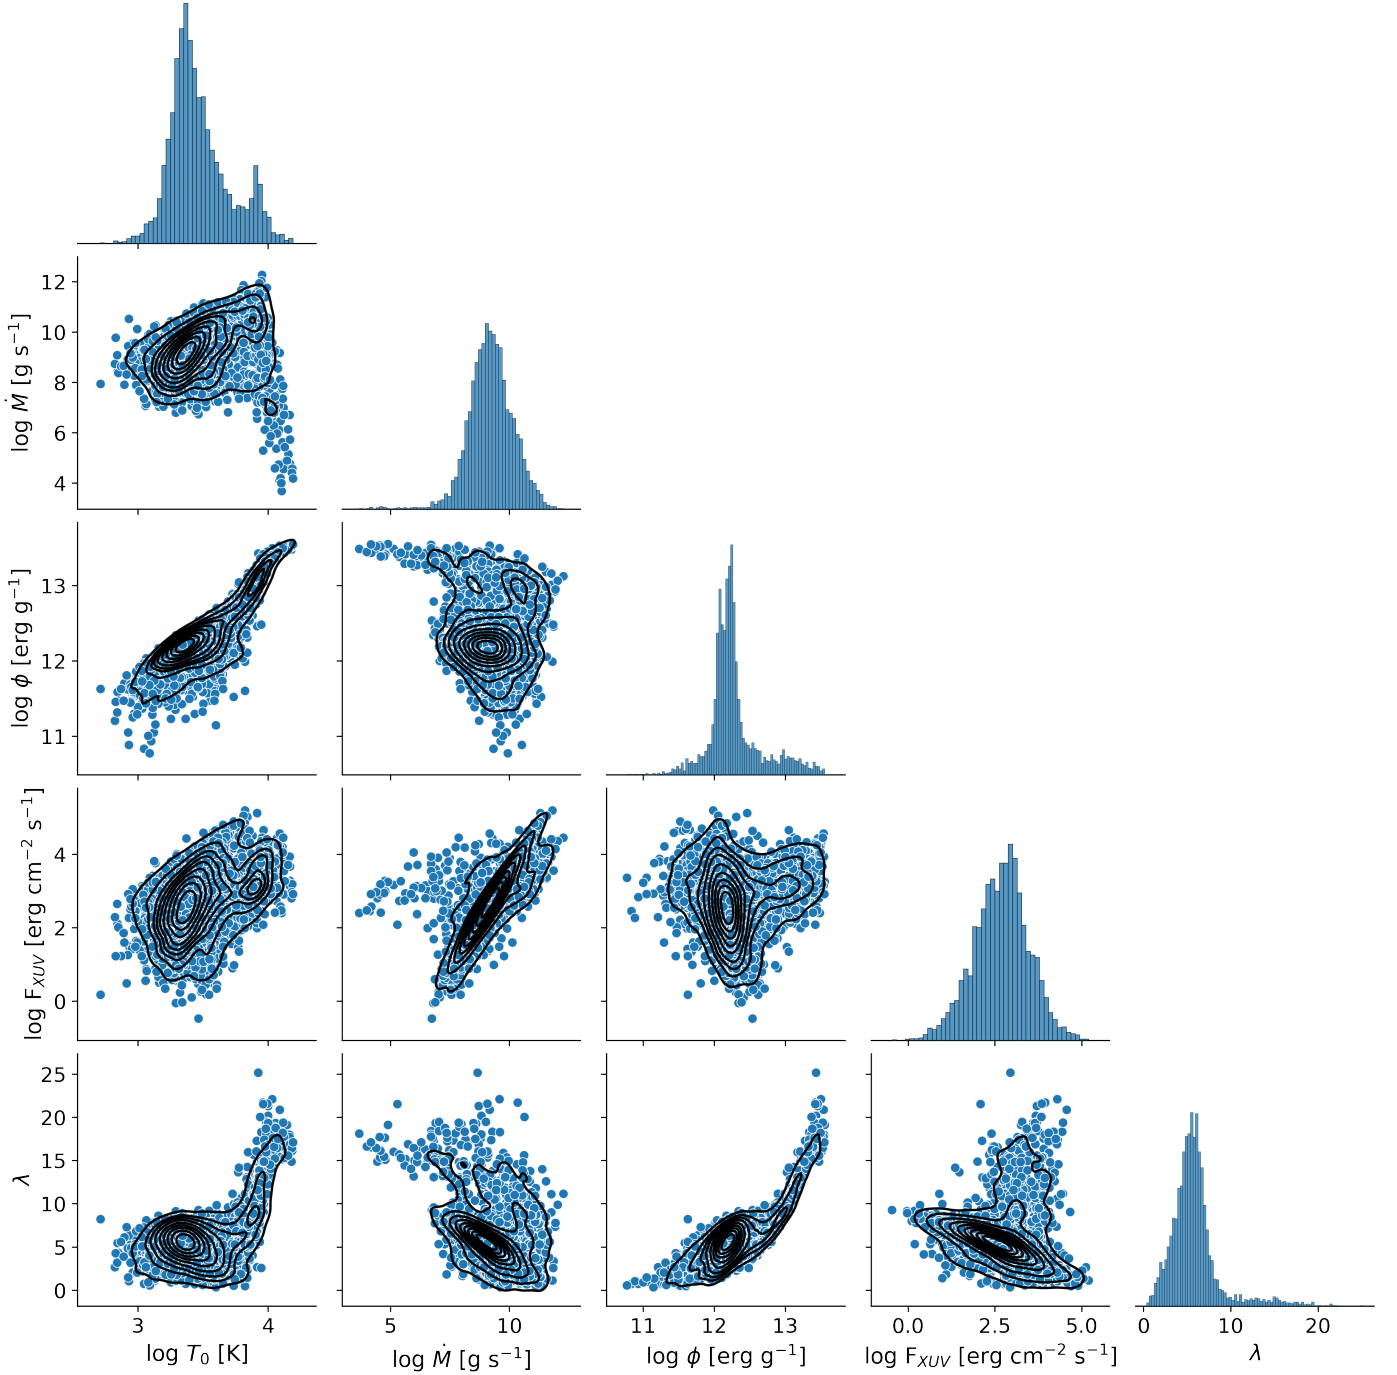 log Ṁ [g s⁻¹]
12
10
8
6
4
log ϕ [erg g⁻¹]
13
12
11
log F_XUV [erg cm⁻² s⁻¹]
4
2
0
λ
25
20
15
10
5
0
3 4 5 10 11 12 13 0.0 2.5 5.0 0 10 20
log T₀ [K] log Ṁ [g s⁻¹] log ϕ [erg g⁻¹] log F_XUV [erg cm⁻² s⁻¹] λ